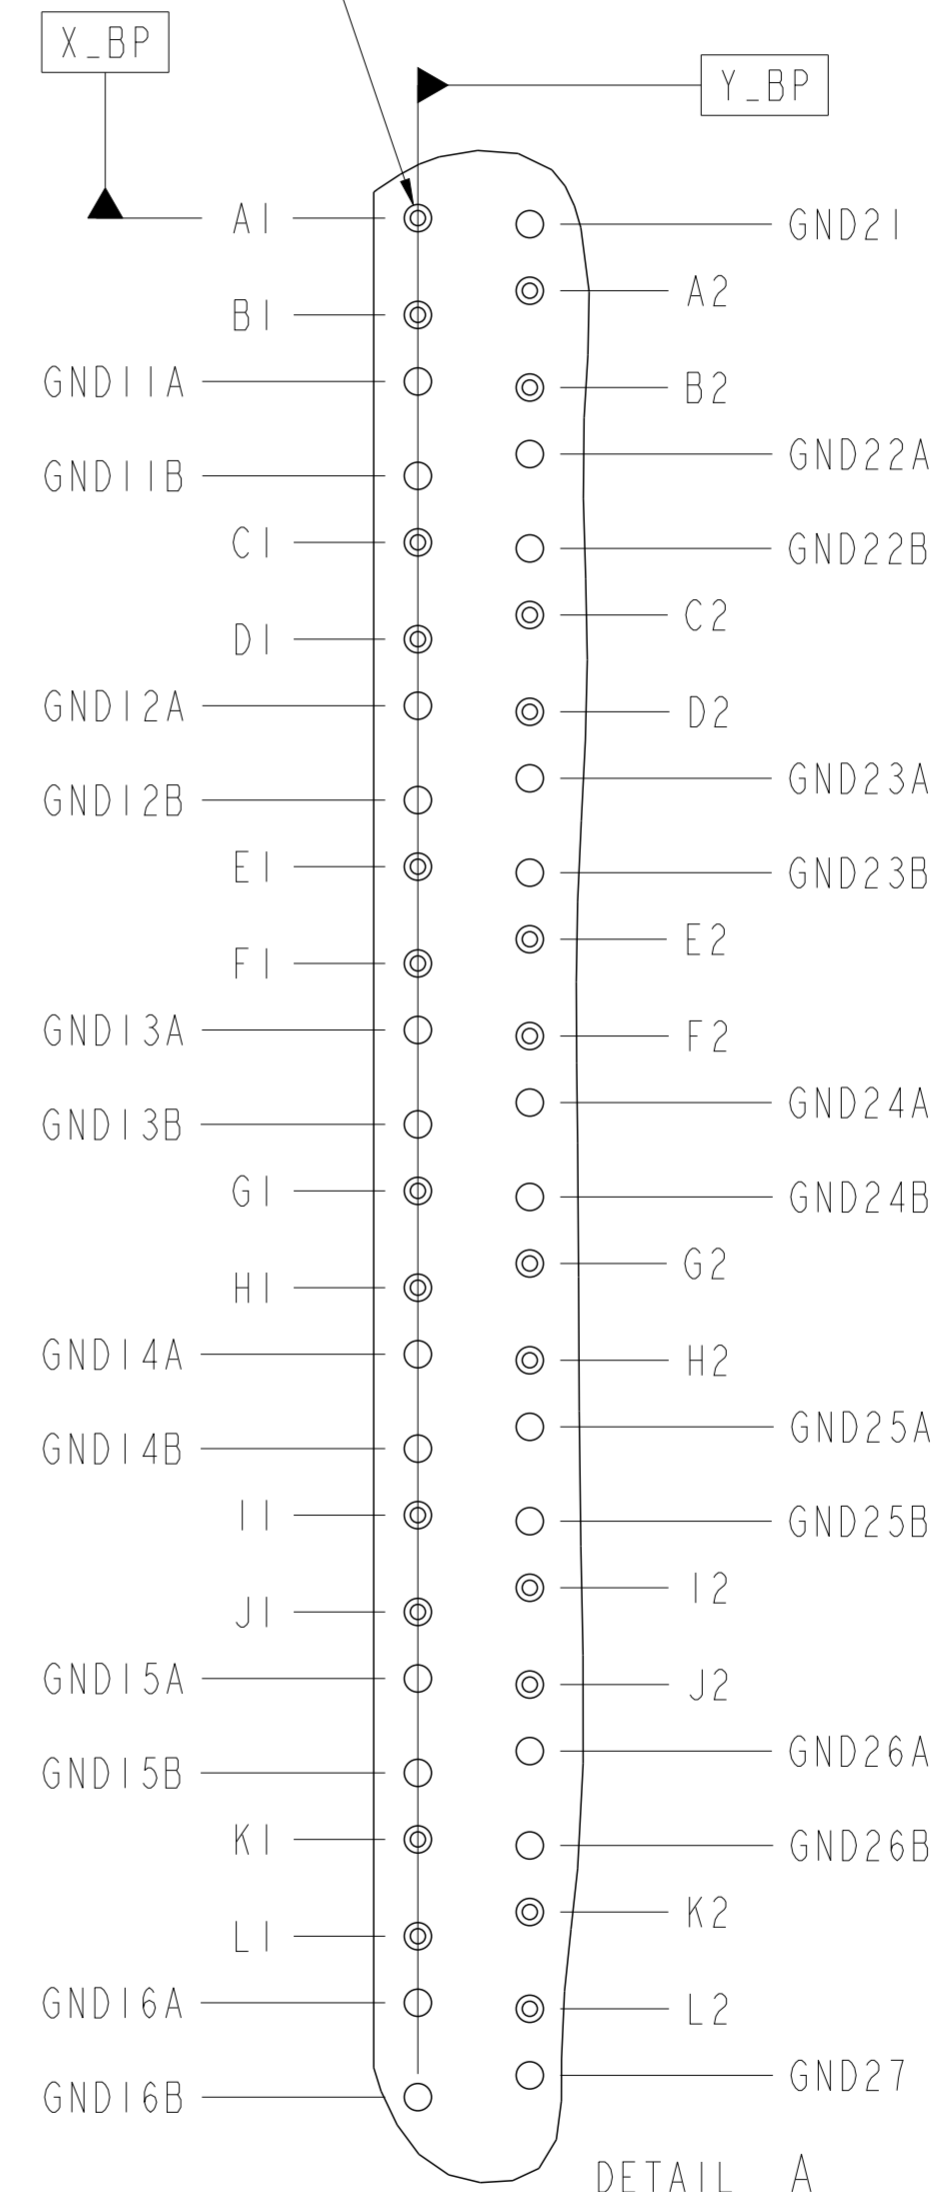 X_BP
Y_BP
A1
GND21
A2
B1
GND11A
B2
GND22A
GND11B
C1
GND22B
C2
D1
GND12A
D2
GND23A
GND12B
E1
GND23B
E2
F1
GND13A
F2
GND24A
GND13B
G1
GND24B
G2
H1
GND14A
H2
GND25A
GND14B
I1
GND25B
I2
J1
GND15A
J2
GND26A
GND15B
K1
GND26B
K2
L1
GND16A
L2
GND27
GND16B
DETAIL A